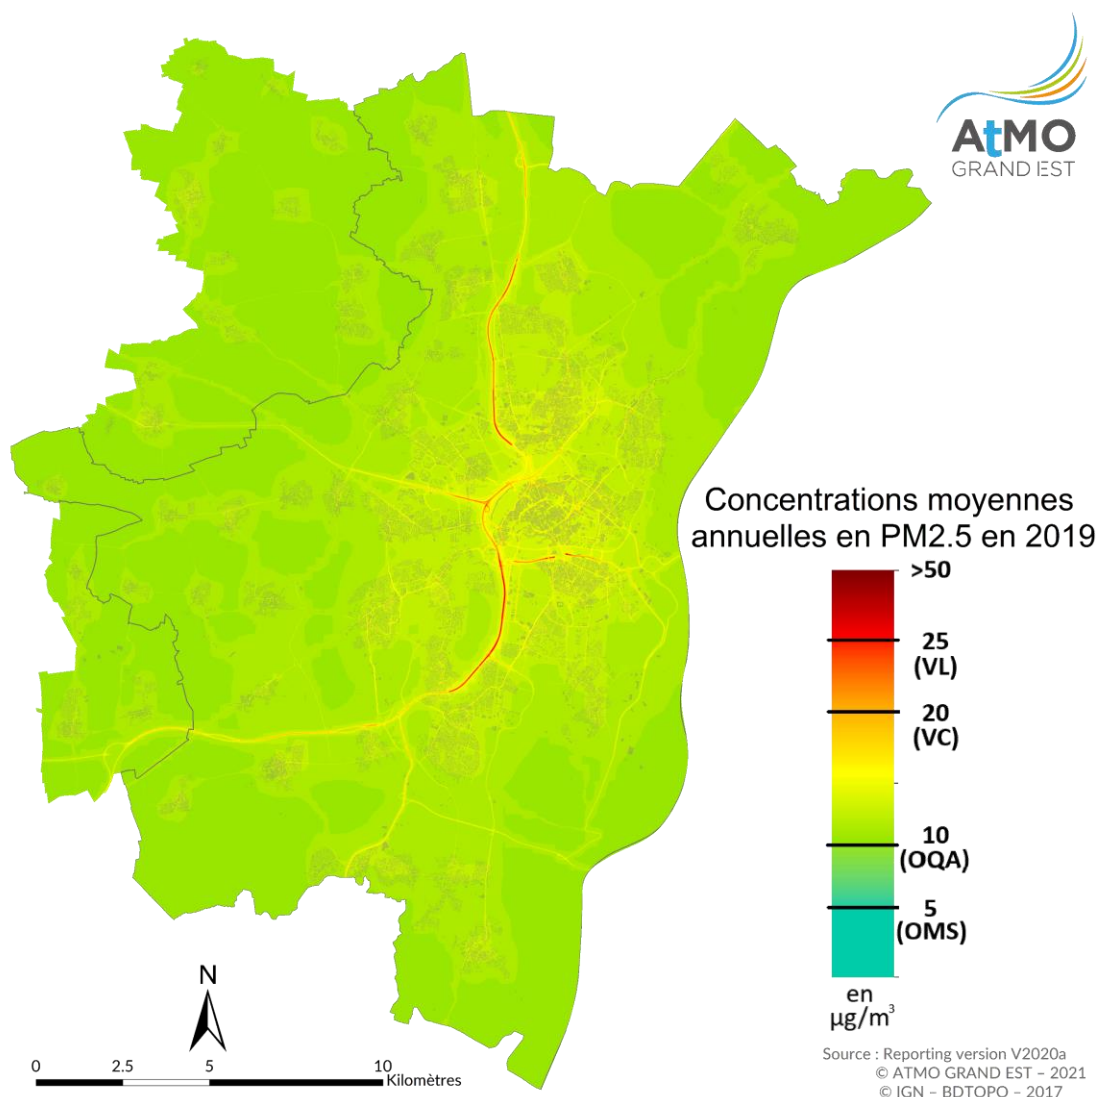 AtMO
GRAND EST
Concentrations moyennes
annuelles en PM2.5 en 2019
>50
25
(VL)
20
(VC)
10
(OQA)
5
(OMS)
en
µg/m³
N
0 2.5 5 10
Kilomètres
Source : Reporting version V2020a
© ATMO GRAND EST – 2021
© IGN – BDTOPO – 2017